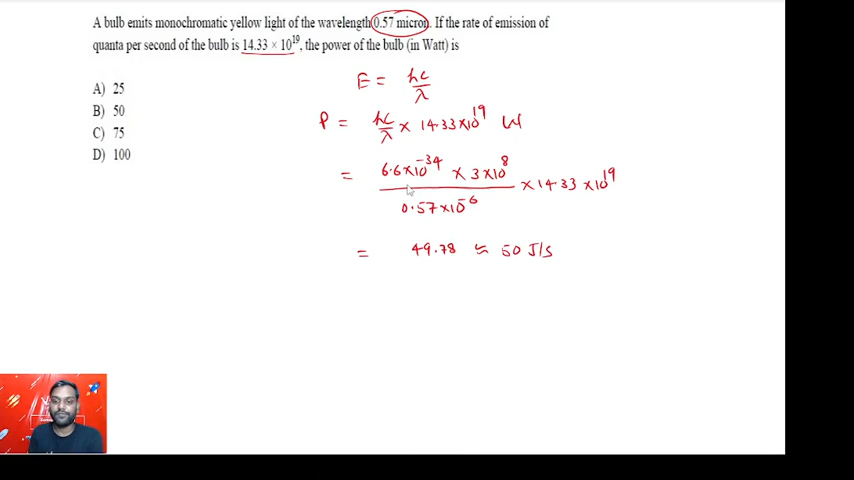 A bulb emits monochromatic yellow light of the wavelength 0.57 micron. If the rate of emission of
quanta per second of the bulb is 14.33 × 10^19, the power of the bulb (in Watt) is
A) 25
B) 50
C) 75
D) 100
E = hc/λ
P = hc/λ × 14.33×10^19 W
= 6.6×10^-34 × 3×10^8 / 0.57×10^-6 × 14.33 ×10^19
= 49.78 ≈ 50 J/s